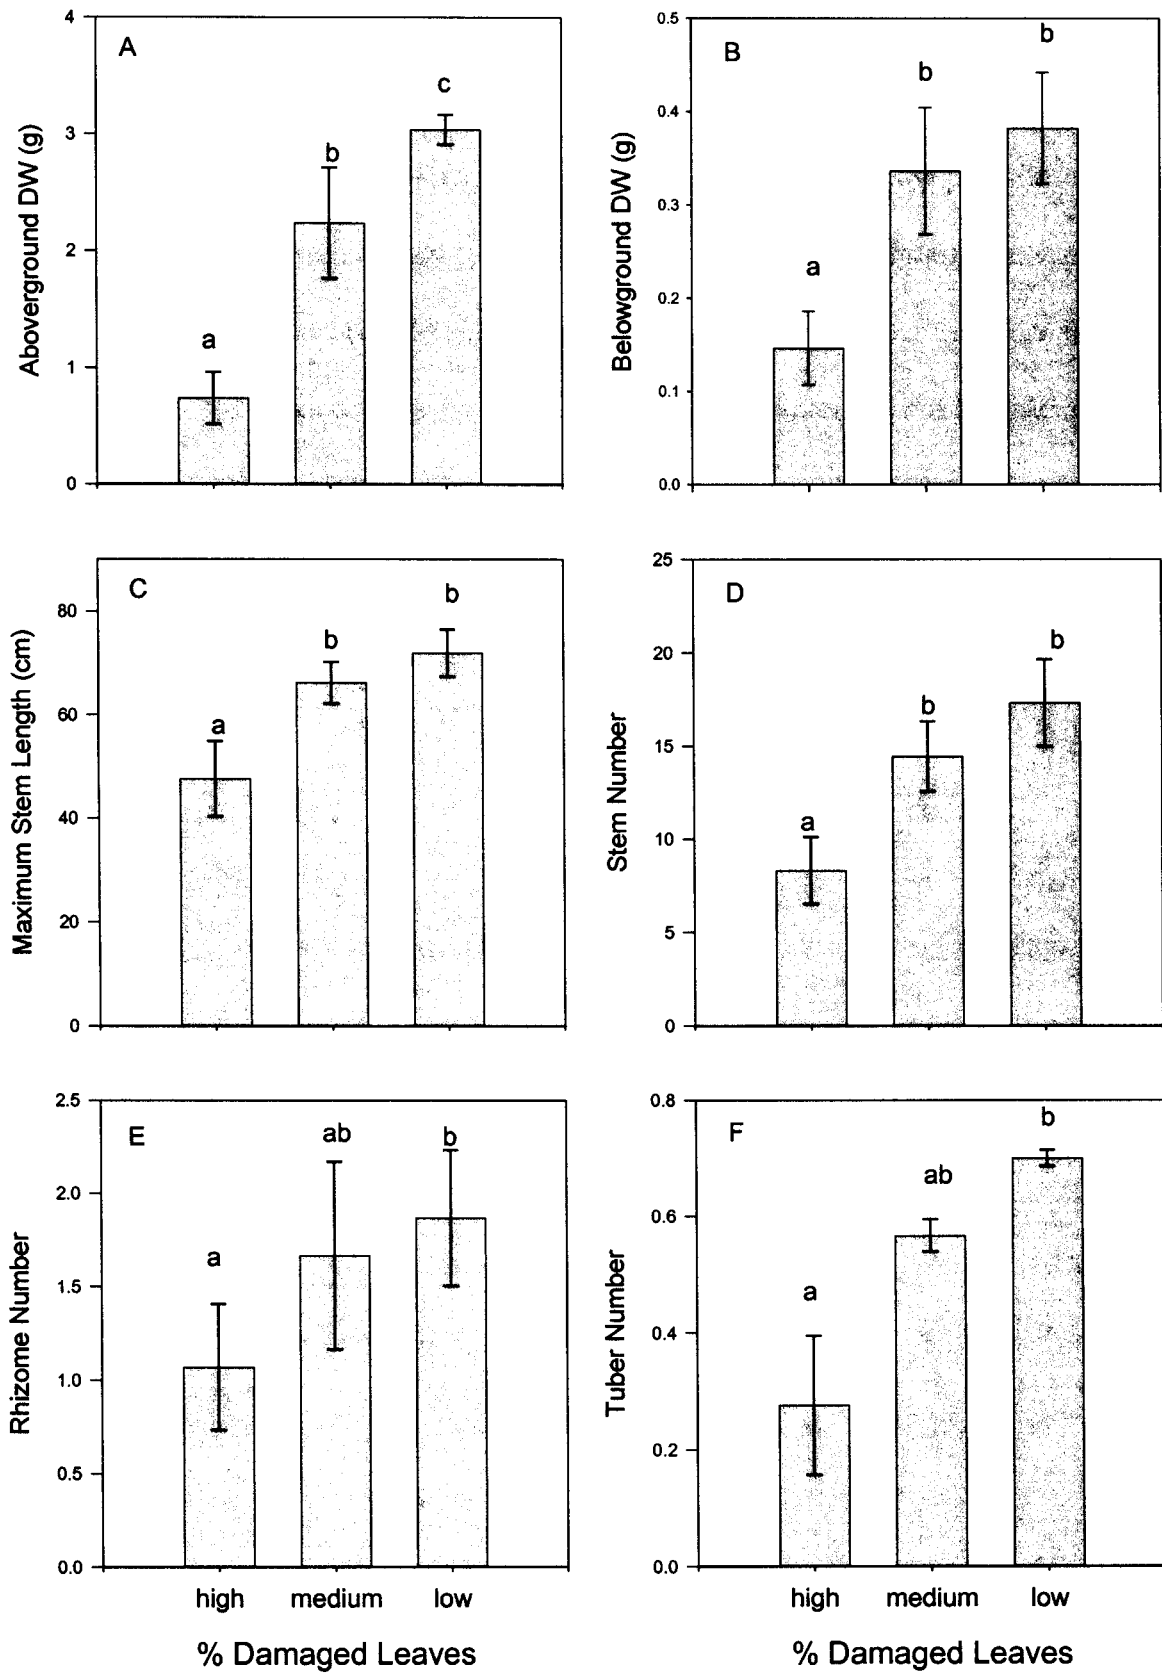 A
Aboverground DW (g)
4
3
2
1
0
a
b
c
B
Belowground DW (g)
0.5
0.4
0.3
0.2
0.1
0.0
a
b
b
C
Maximum Stem Length (cm)
80
60
40
20
0
a
b
b
D
Stem Number
25
20
15
10
5
0
a
b
b
E
Rhizome Number
2.5
2.0
1.5
1.0
0.5
0.0
a
ab
b
high medium low
% Damaged Leaves
F
Tuber Number
0.8
0.6
0.4
0.2
0.0
a
ab
b
high medium low
% Damaged Leaves